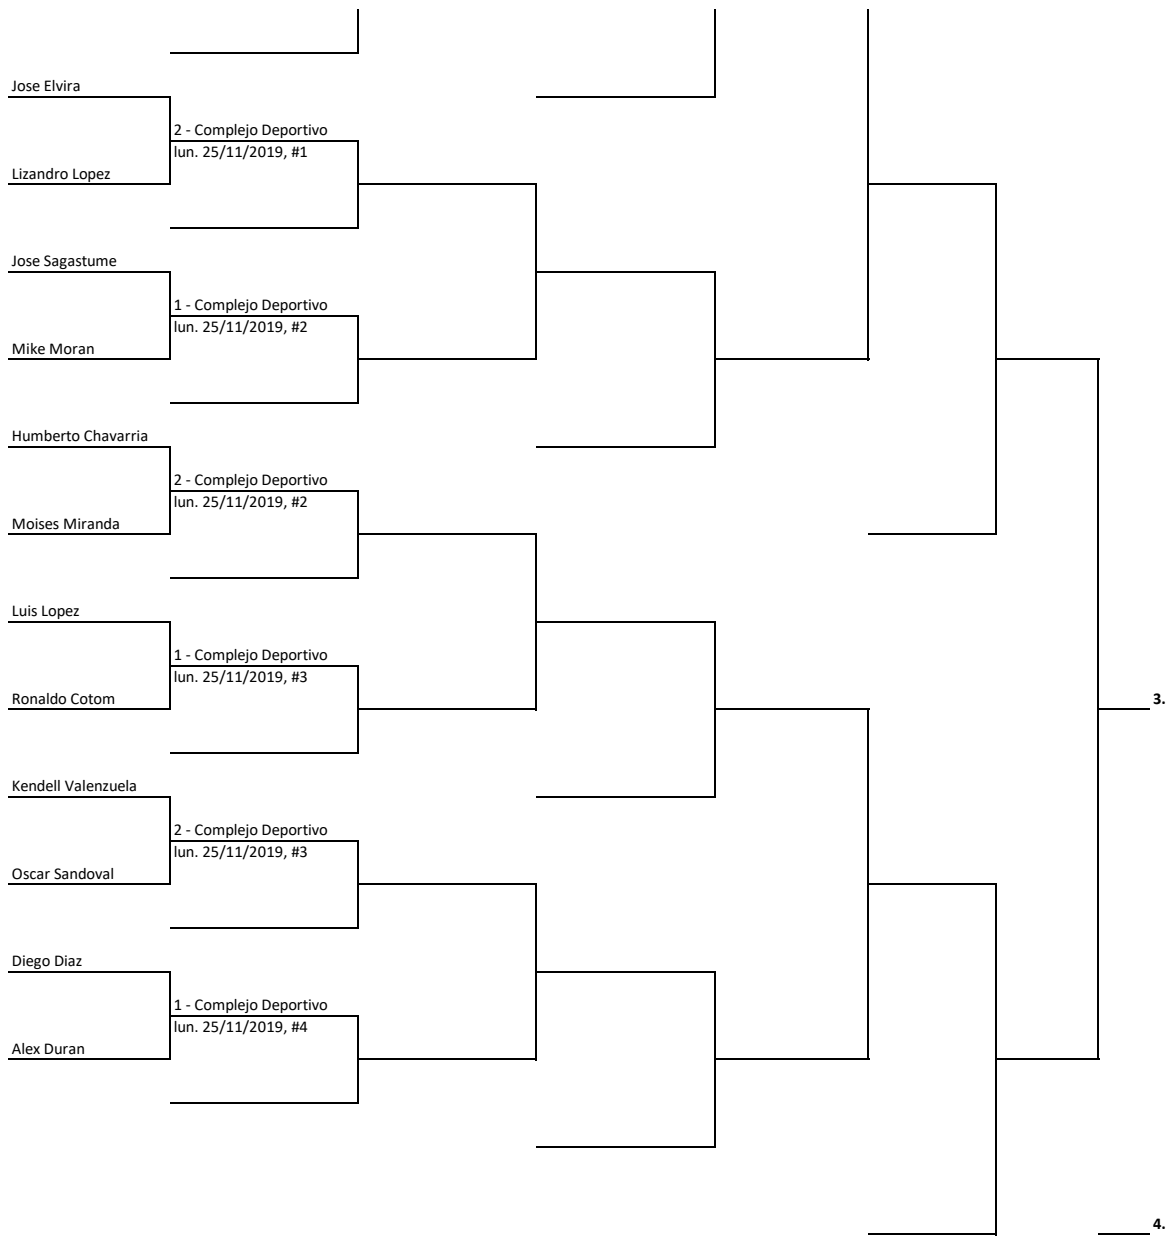 Jose Elvira
2 - Complejo Deportivo
lun. 25/11/2019, #1
Lizandro Lopez
Jose Sagastume
1 - Complejo Deportivo
lun. 25/11/2019, #2
Mike Moran
Humberto Chavarria
2 - Complejo Deportivo
lun. 25/11/2019, #2
Moises Miranda
Luis Lopez
1 - Complejo Deportivo
lun. 25/11/2019, #3
Ronaldo Cotom
3.
Kendell Valenzuela
2 - Complejo Deportivo
lun. 25/11/2019, #3
Oscar Sandoval
Diego Diaz
1 - Complejo Deportivo
lun. 25/11/2019, #4
Alex Duran
4.